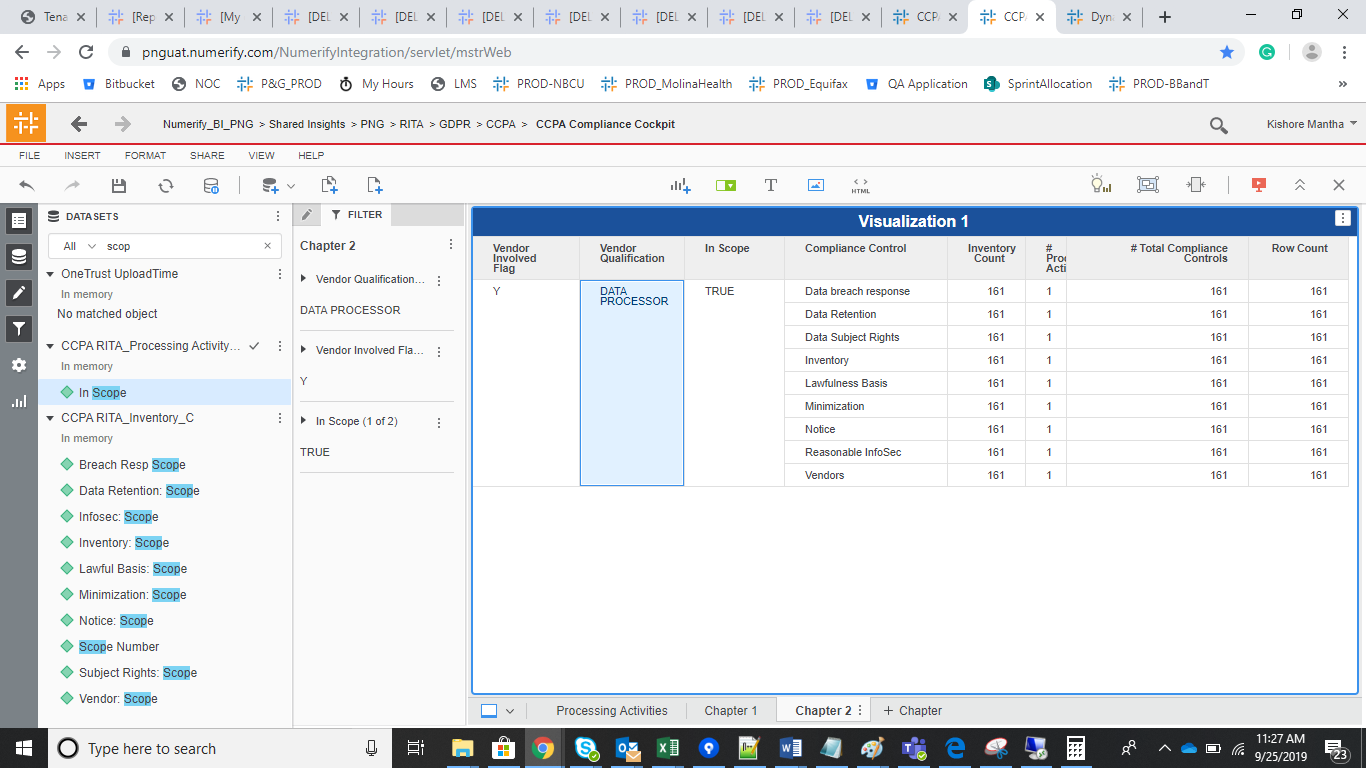 Tena
[Rep
[My
[DEL
[DEL
[DEL
[DEL
[DEL
[DEL
[DEL
CCP
CCP
Dyn
pnguat.numerify.com/NumerifyIntegration/servlet/mstrWeb
Apps Bitbucket NOC P&G_PROD My Hours LMS PROD-NBCU PROD_MolinaHealth PROD_Equifax QA Application SprintAllocation PROD-BBandT »
Numerify_BI_PNG > Shared Insights > PNG > RITA > GDPR > CCPA > CCPA Compliance Cockpit
Kishore Mantha
FILE INSERT FORMAT SHARE VIEW HELP
HTML
DATASETS
All scop
OneTrust UploadTime
In memory
No matched object
CCPA RITA_Processing Activity...
In memory
In Scope
CCPA RITA_Inventory_C
In memory
Breach Resp Scope
Data Retention: Scope
Infosec: Scope
Inventory: Scope
Lawful Basis: Scope
Minimization: Scope
Notice: Scope
Scope Number
Subject Rights: Scope
Vendor: Scope
FILTER
Chapter 2
Vendor Qualification...
DATA PROCESSOR
Vendor Involved Fla...
Y
In Scope (1 of 2)
TRUE
Visualization 1
Vendor Involved Flag
Vendor Qualification
In Scope
Compliance Control
Inventory Count
# Proc Acti
# Total Compliance Controls
Row Count
Y DATA PROCESSOR TRUE Data breach response 161 1 161 161
Data Retention 161 1 161 161
Data Subject Rights 161 1 161 161
Inventory 161 1 161 161
Lawfulness Basis 161 1 161 161
Minimization 161 1 161 161
Notice 161 1 161 161
Reasonable InfoSec 161 1 161 161
Vendors 161 1 161 161
Processing Activities Chapter 1 Chapter 2 + Chapter
Type here to search
11:27 AM
9/25/2019
23